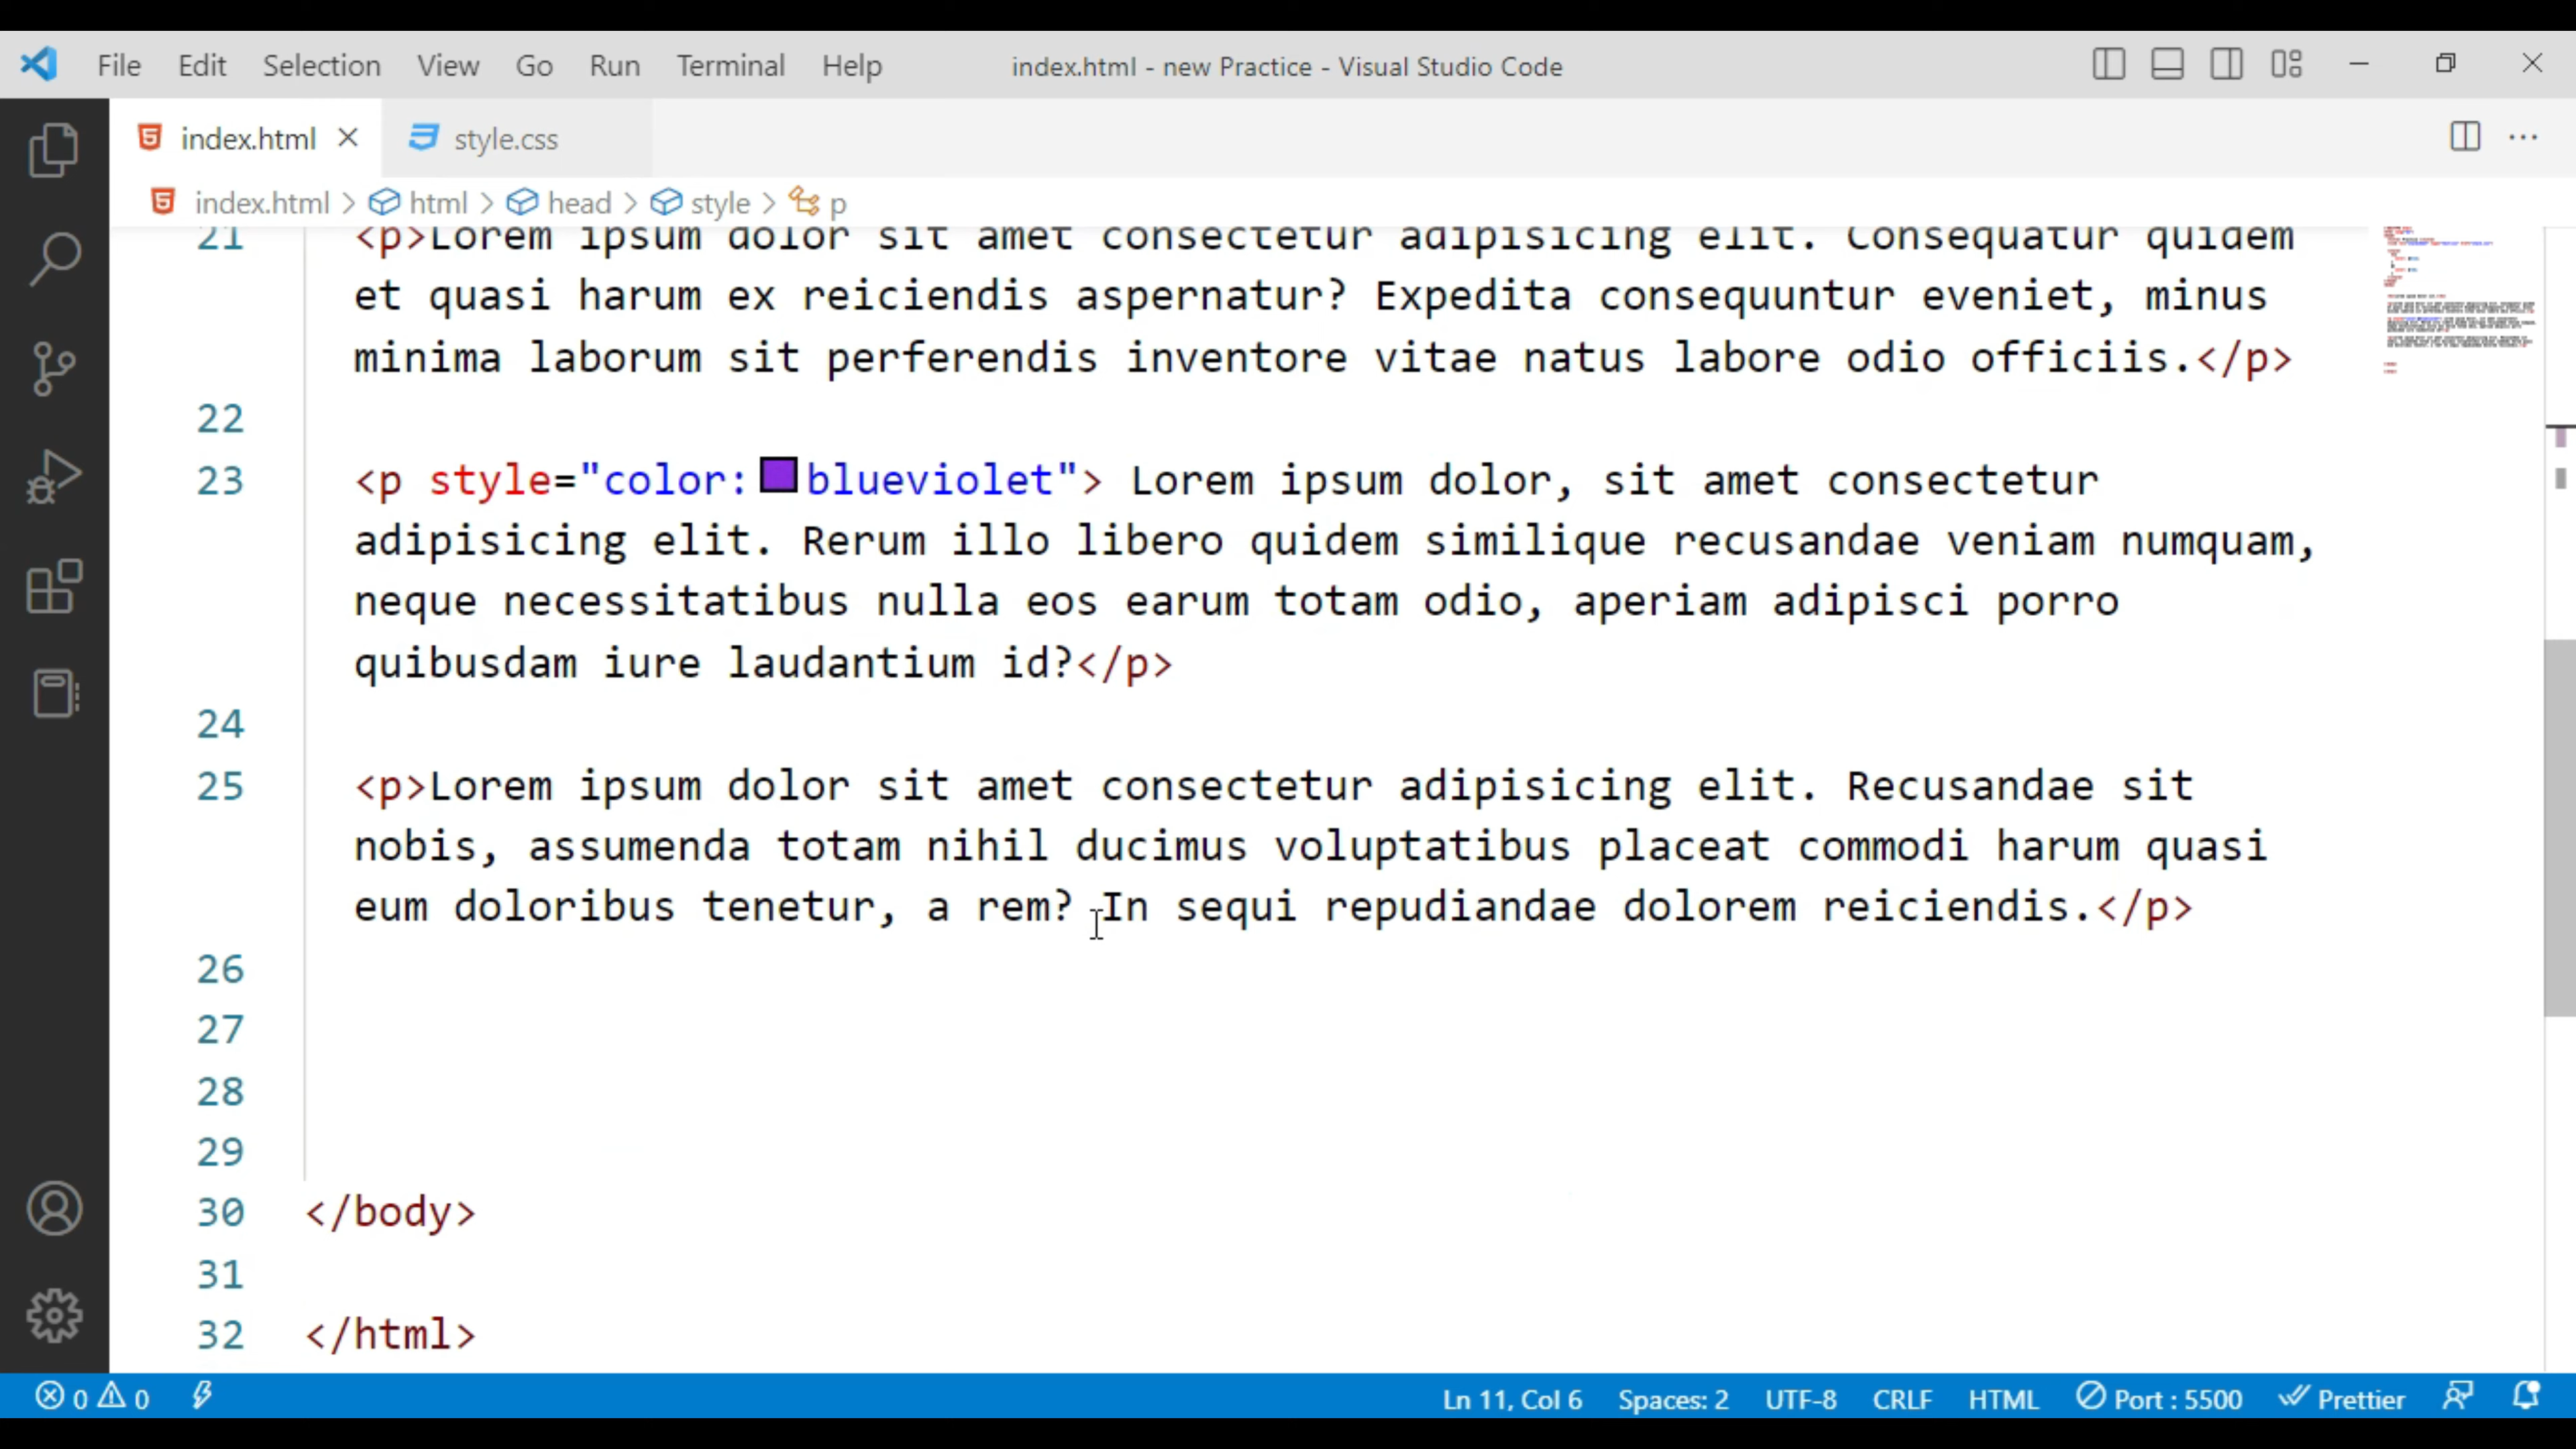 File Edit Selection View Go Run Terminal Help index.html - new Practice - Visual Studio Code
index.html style.css
index.html > html > head > style > p
21 <p>Lorem ipsum dolor sit amet consectetur adipisicing elit. Consequatur quidem
et quasi harum ex reiciendis aspernatur? Expedita consequuntur eveniet, minus
minima laborum sit perferendis inventore vitae natus labore odio officiis.</p>
22
23 <p style="color:blueviolet"> Lorem ipsum dolor, sit amet consectetur
adipisicing elit. Rerum illo libero quidem similique recusandae veniam numquam,
neque necessitatibus nulla eos earum totam odio, aperiam adipisci porro
quibusdam iure laudantium id?</p>
24
25 <p>Lorem ipsum dolor sit amet consectetur adipisicing elit. Recusandae sit
nobis, assumenda totam nihil ducimus voluptatibus placeat commodi harum quasi
eum doloribus tenetur, a rem? In sequi repudiandae dolorem reiciendis.</p>
26
27
28
29
30 </body>
31
32 </html>
0 0 Ln 11, Col 6 Spaces: 2 UTF-8 CRLF HTML Port : 5500 Prettier